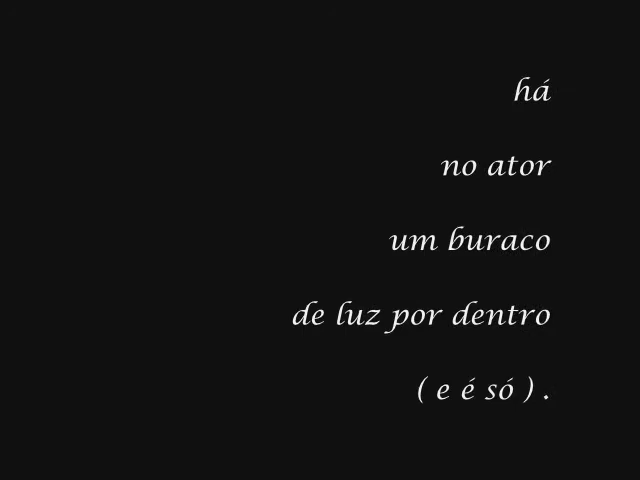 há
no ator
um buraco
de luz por dentro
( e é só ) .